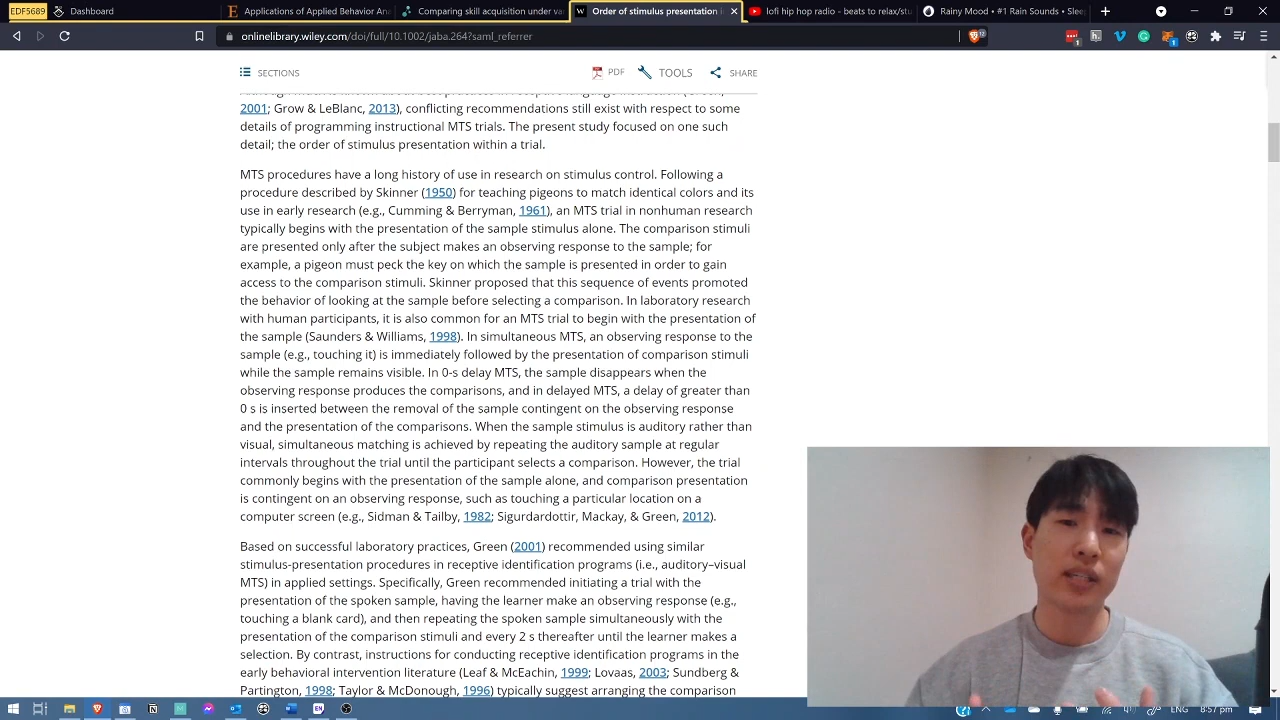 EDF5689
Dashboard
Applications of Applied Behavior Ana
Comparing skill acquisition under va
Order of stimulus presentation i
lofi hip hop radio - beats to relax/stu
Rainy Mood • #1 Rain Sounds • Slee
onlinelibrary.wiley.com/doi/full/10.1002/jaba.264?saml_referrer
SECTIONS
PDF
TOOLS
SHARE
2001; Grow & LeBlanc, 2013), conflicting recommendations still exist with respect to some
details of programming instructional MTS trials. The present study focused on one such
detail; the order of stimulus presentation within a trial.
MTS procedures have a long history of use in research on stimulus control. Following a
procedure described by Skinner (1950) for teaching pigeons to match identical colors and its
use in early research (e.g., Cumming & Berryman, 1961), an MTS trial in nonhuman research
typically begins with the presentation of the sample stimulus alone. The comparison stimuli
are presented only after the subject makes an observing response to the sample; for
example, a pigeon must peck the key on which the sample is presented in order to gain
access to the comparison stimuli. Skinner proposed that this sequence of events promoted
the behavior of looking at the sample before selecting a comparison. In laboratory research
with human participants, it is also common for an MTS trial to begin with the presentation of
the sample (Saunders & Williams, 1998). In simultaneous MTS, an observing response to the
sample (e.g., touching it) is immediately followed by the presentation of comparison stimuli
while the sample remains visible. In 0-s delay MTS, the sample disappears when the
observing response produces the comparisons, and in delayed MTS, a delay of greater than
0 s is inserted between the removal of the sample contingent on the observing response
and the presentation of the comparisons. When the sample stimulus is auditory rather than
visual, simultaneous matching is achieved by repeating the auditory sample at regular
intervals throughout the trial until the participant selects a comparison. However, the trial
commonly begins with the presentation of the sample alone, and comparison presentation
is contingent on an observing response, such as touching a particular location on a
computer screen (e.g., Sidman & Tailby, 1982; Sigurdardottir, Mackay, & Green, 2012).
Based on successful laboratory practices, Green (2001) recommended using similar
stimulus-presentation procedures in receptive identification programs (i.e., auditory–visual
MTS) in applied settings. Specifically, Green recommended initiating a trial with the
presentation of the spoken sample, having the learner make an observing response (e.g.,
touching a blank card), and then repeating the spoken sample simultaneously with the
presentation of the comparison stimuli and every 2 s thereafter until the learner makes a
selection. By contrast, instructions for conducting receptive identification programs in the
early behavioral intervention literature (Leaf & McEachin, 1999; Lovaas, 2003; Sundberg &
Partington, 1998; Taylor & McDonough, 1996) typically suggest arranging the comparison
ENG 8:57 pm